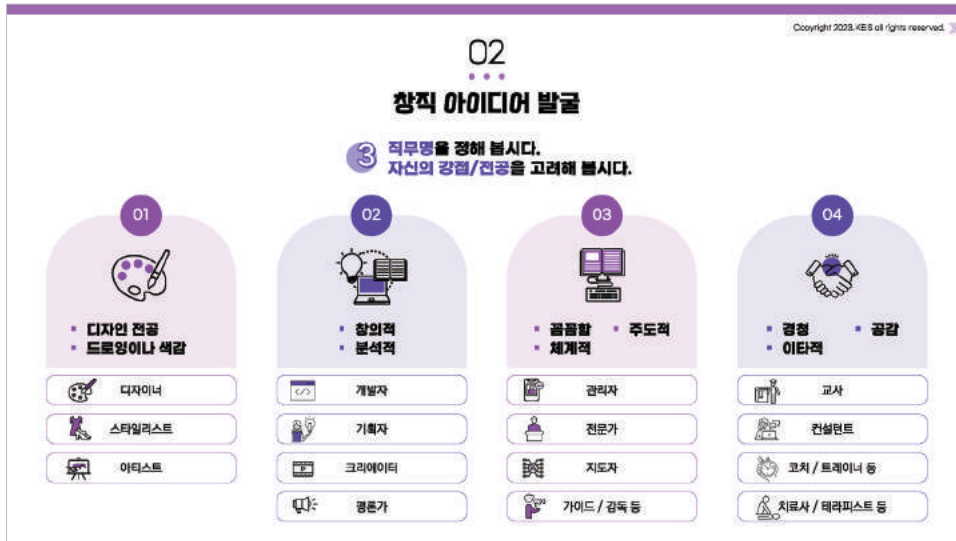 Copyright 2023. KEIS all rights reserved.
02
창직 아이디어 발굴
3 직무명을 정해 봅시다.
자신의 강점/전공을 고려해 봅시다.
01
디자인 전공
드로잉이나 색감
디자이너
스타일리스트
아티스트
02
창의적
분석적
개발자
기획자
크리에이터
평론가
03
꼼꼼함 주도적
체계적
관리자
전문가
지도자
가이드 / 감독 등
04
경청 공감
이타적
교사
컨설턴트
코치 / 트레이너 등
치료사 / 테라피스트 등